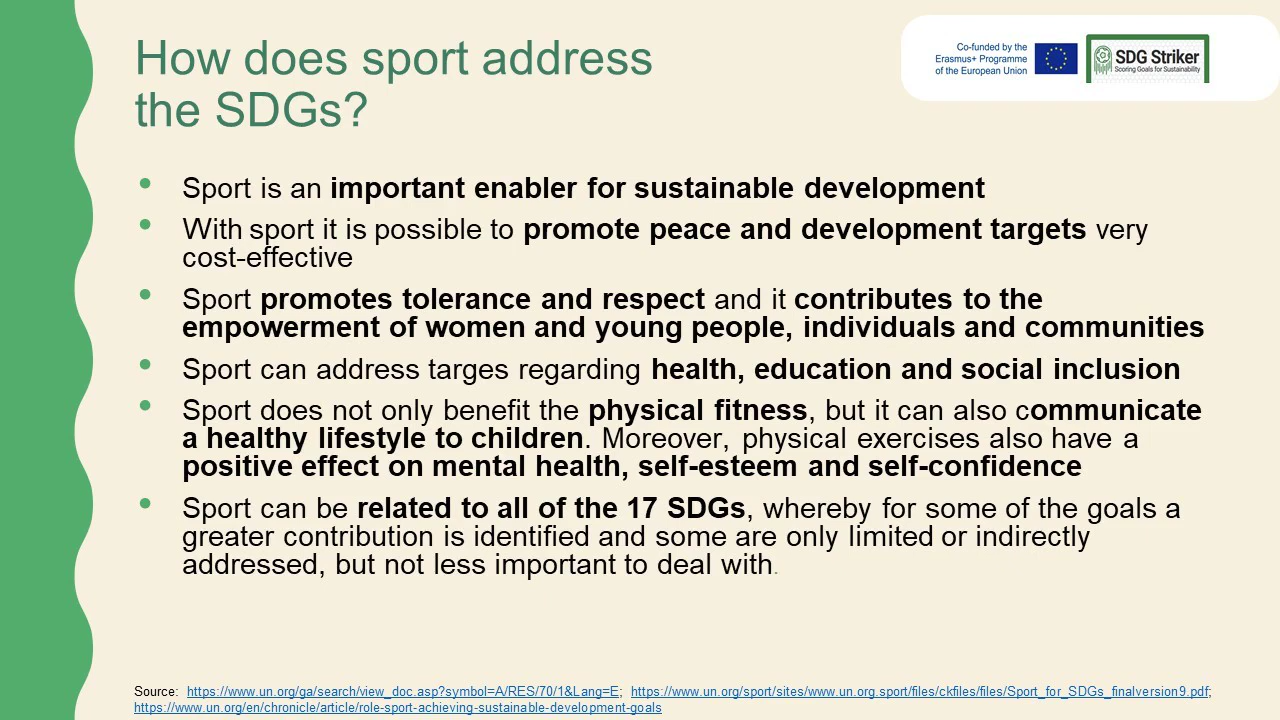 How does sport address
the SDGs?
Co-funded by the
Erasmus+ Programme
of the European Union
SDG Striker
Scoring Goals for Sustainability
• Sport is an important enabler for sustainable development
• With sport it is possible to promote peace and development targets very
cost-effective
• Sport promotes tolerance and respect and it contributes to the
empowerment of women and young people, individuals and communities
• Sport can address targes regarding health, education and social inclusion
• Sport does not only benefit the physical fitness, but it can also communicate
a healthy lifestyle to children. Moreover, physical exercises also have a
positive effect on mental health, self-esteem and self-confidence
• Sport can be related to all of the 17 SDGs, whereby for some of the goals a
greater contribution is identified and some are only limited or indirectly
addressed, but not less important to deal with.
Source: https://www.un.org/ga/search/view_doc.asp?symbol=A/RES/70/1&Lang=E; https://www.un.org/sport/sites/www.un.org.sport/files/ckfiles/files/Sport_for_SDGs_finalversion9.pdf;
https://www.un.org/en/chronicle/article/role-sport-achieving-sustainable-development-goals